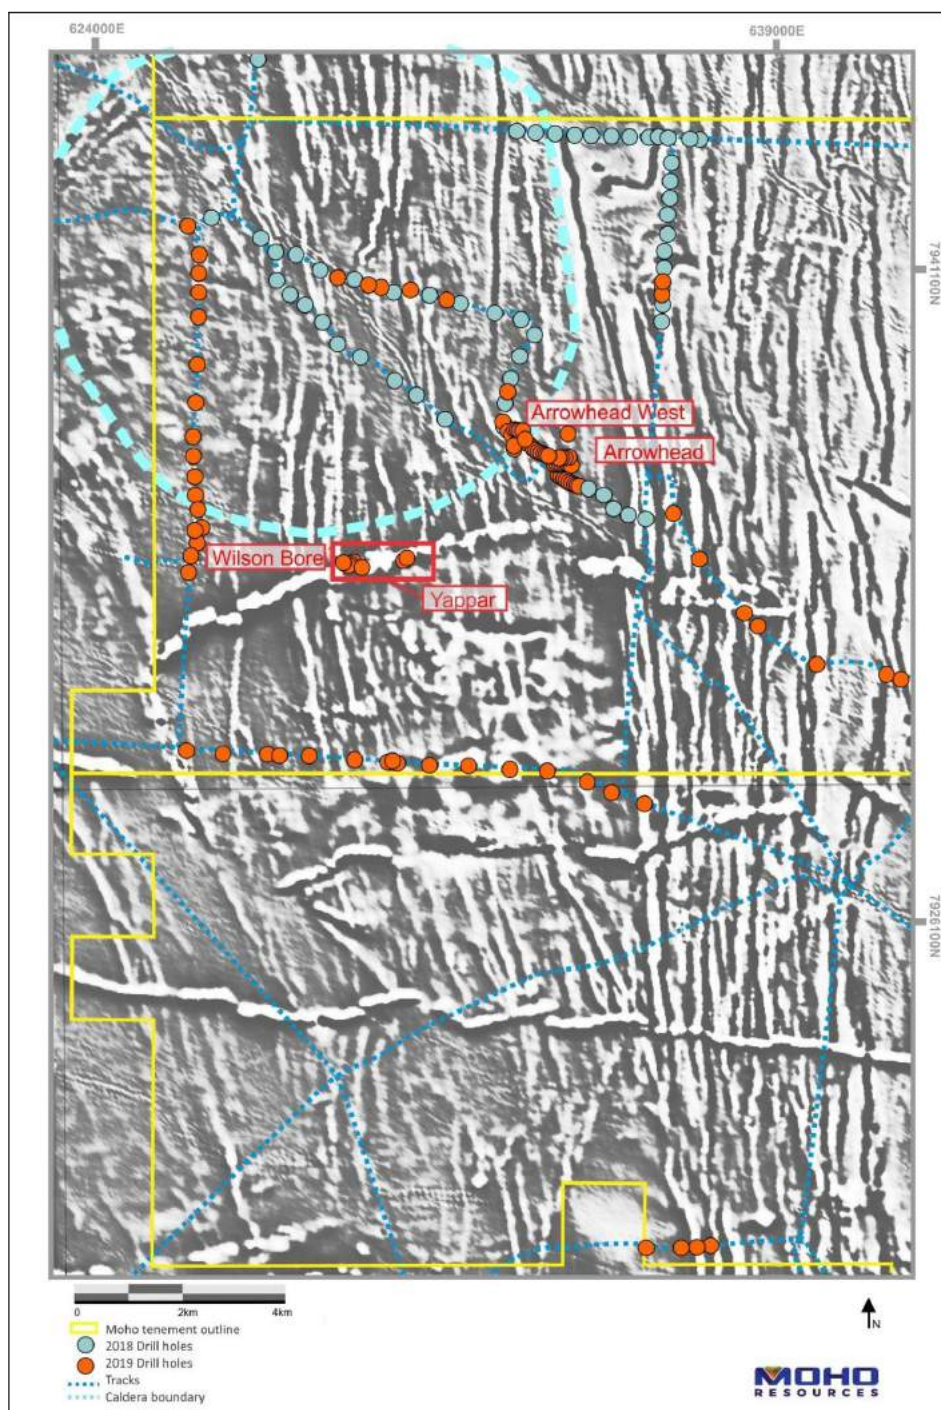 624000E
639000E
7941100N
Arrowhead West
Arrowhead
Wilson Bore
Yappar
7926100N
0
2km
4km
N
Moho tenement outline
2018 Drill holes
2019 Drill holes
Tracks
Caldera boundary
MOHO
RESOURCES